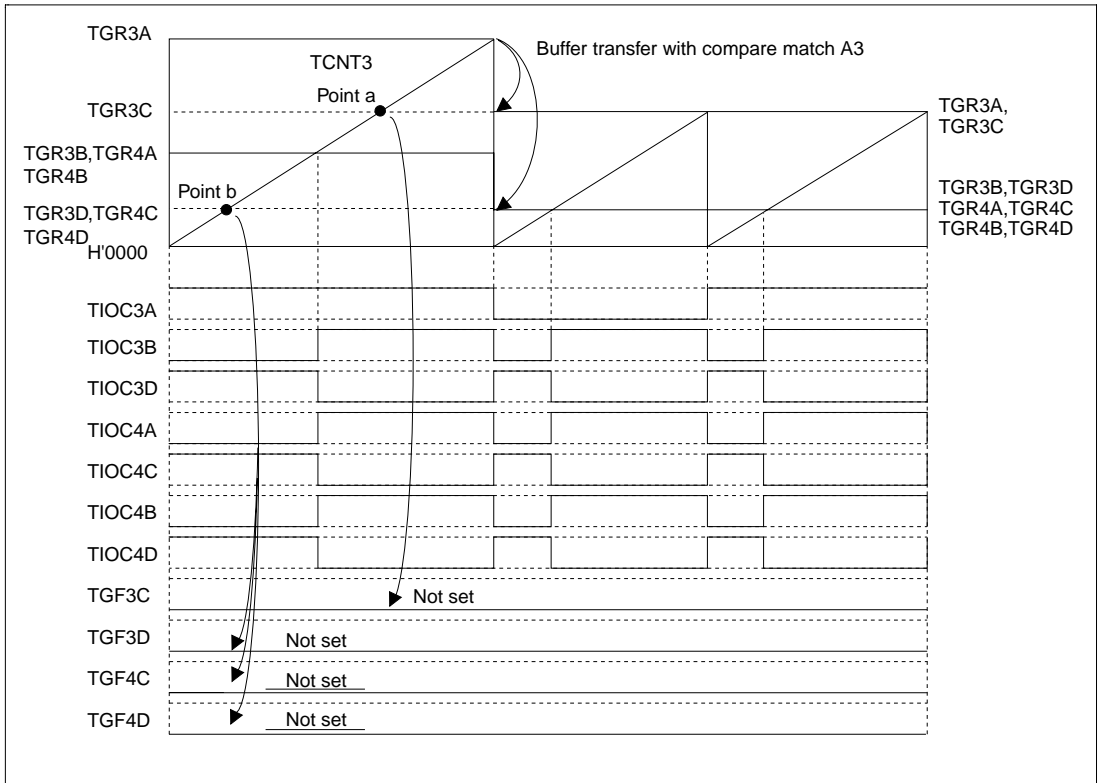 TGR3A
Buffer transfer with compare match A3
TCNT3
Point a
TGR3C
TGR3A,
TGR3C
TGR3B,TGR4A
TGR4B
Point b
TGR3D,TGR4C
TGR4D
H'0000
TGR3B,TGR3D
TGR4A,TGR4C
TGR4B,TGR4D
TIOC3A
TIOC3B
TIOC3D
TIOC4A
TIOC4C
TIOC4B
TIOC4D
TGF3C Not set
TGF3D Not set
TGF4C Not set
TGF4D Not set